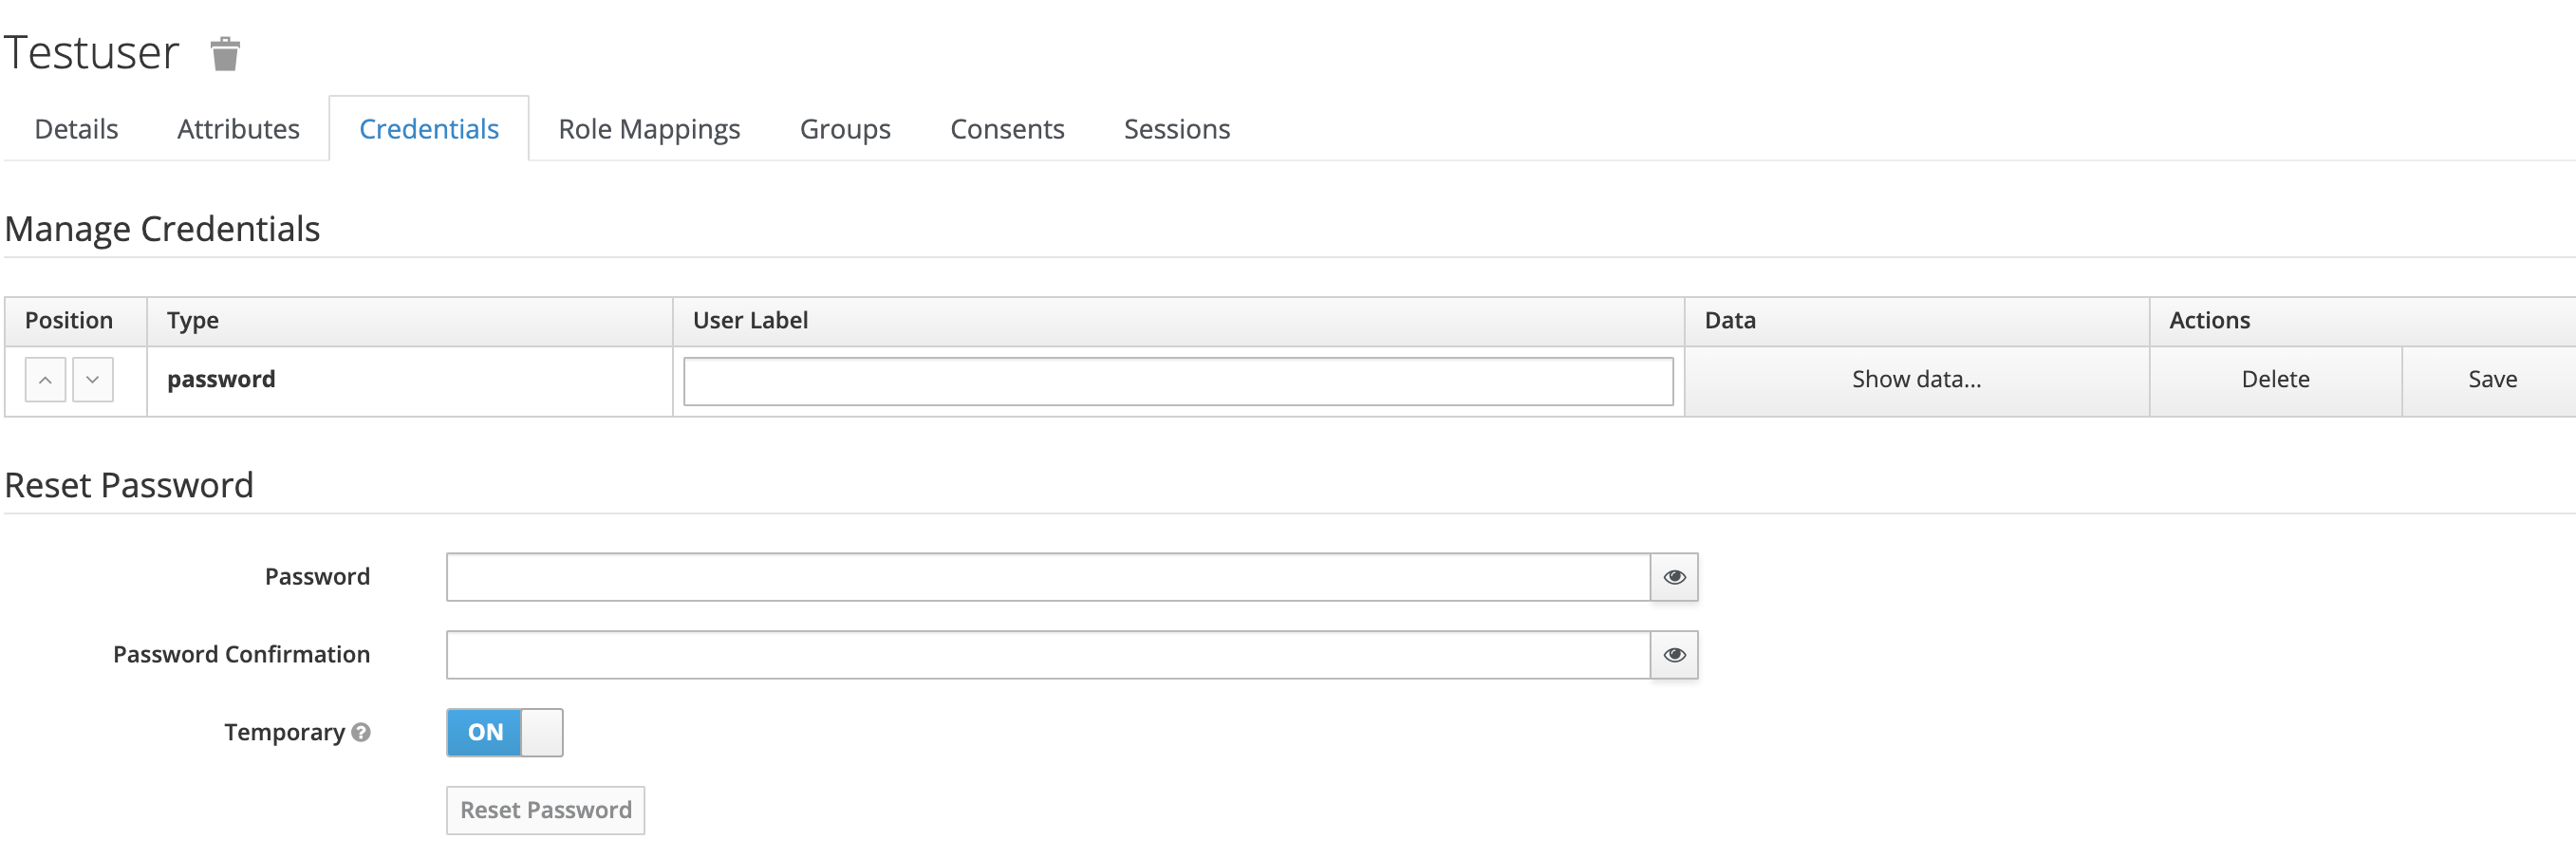 Testuser
Details Attributes Credentials Role Mappings Groups Consents Sessions
Manage Credentials
Position Type User Label Data Actions
password Show data... Delete Save
Reset Password
Password
Password Confirmation
Temporary ? ON
Reset Password